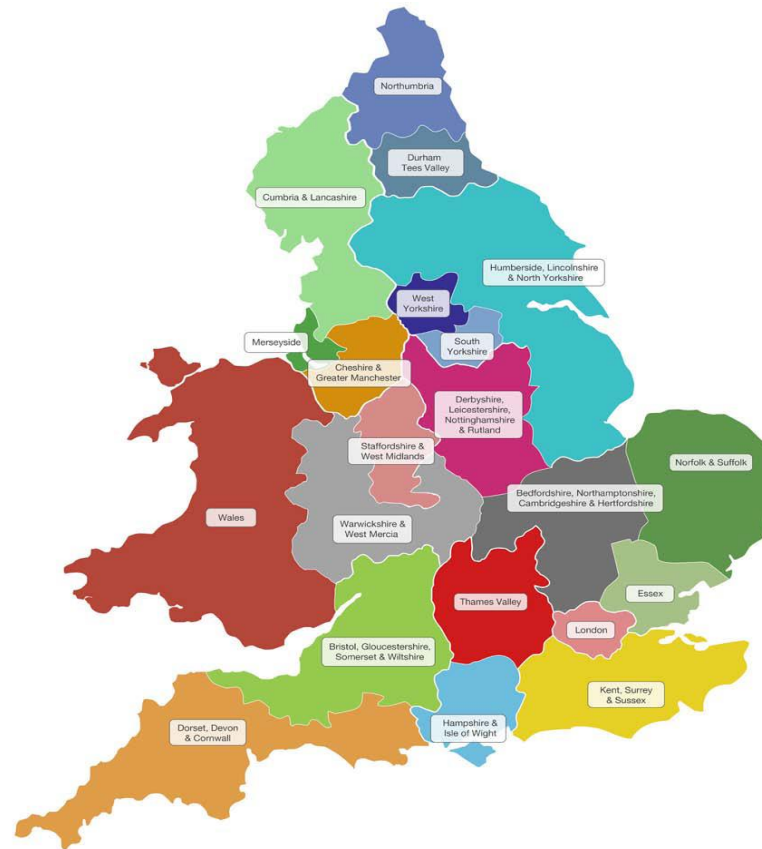 Northumbria
Durham
Tees Valley
Cumbria & Lancashire
Humberside, Lincolnshire
& North Yorkshire
West
Yorkshire
Merseyside
South
Yorkshire
Cheshire &
Greater Manchester
Derbyshire,
Leicestershire,
Nottinghamshire
& Rutland
Staffordshire &
West Midlands
Norfolk & Suffolk
Bedfordshire, Northamptonshire,
Cambridgeshire & Hertfordshire
Wales
Warwickshire &
West Mercia
Essex
Thames Valley
London
Bristol, Gloucestershire,
Somerset & Wiltshire
Kent, Surrey
& Sussex
Dorset, Devon
& Cornwall
Hampshire &
Isle of Wight